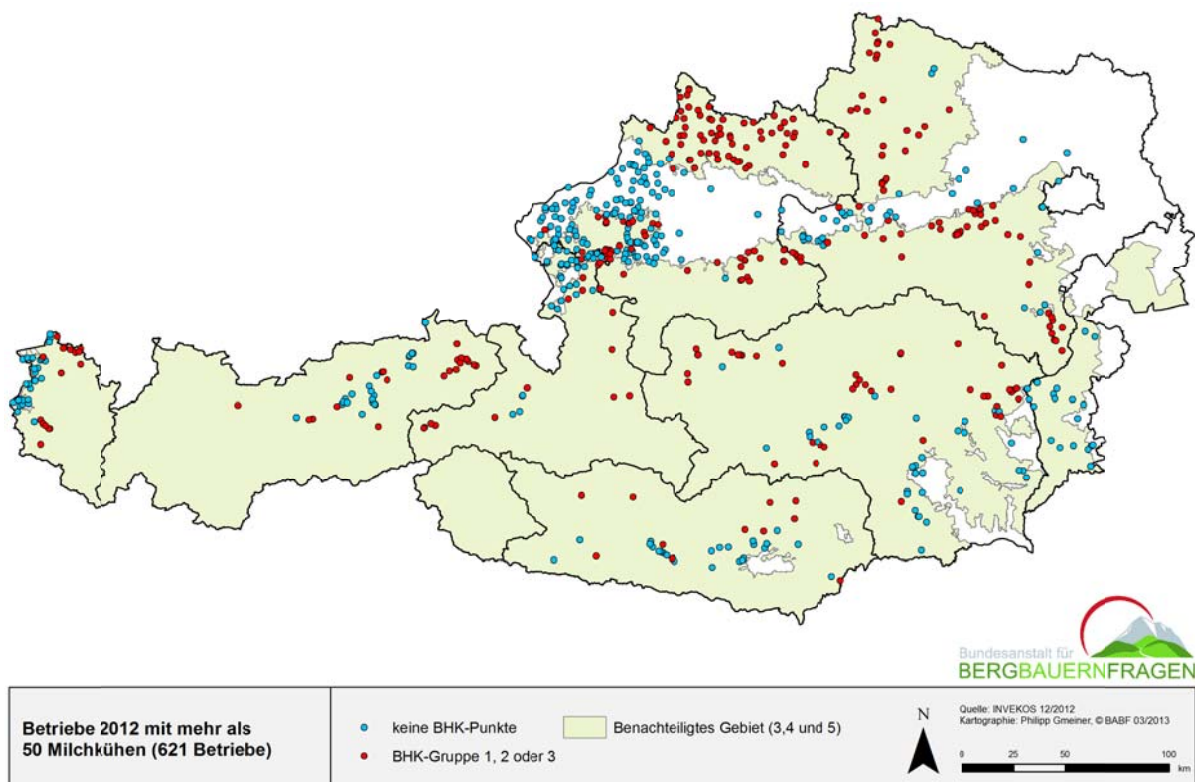 Bundesanstalt für
BERGBAUERNFRAGEN
Betriebe 2012 mit mehr als
50 Milchkühen (621 Betriebe)
keine BHK-Punkte
BHK-Gruppe 1, 2 oder 3
Benachteiligtes Gebiet (3,4 und 5)
N
Quelle: INVEKOS 12/2012
Kartographie: Philipp Gmeiner, © BABF 03/2013
0 25 50 100
km